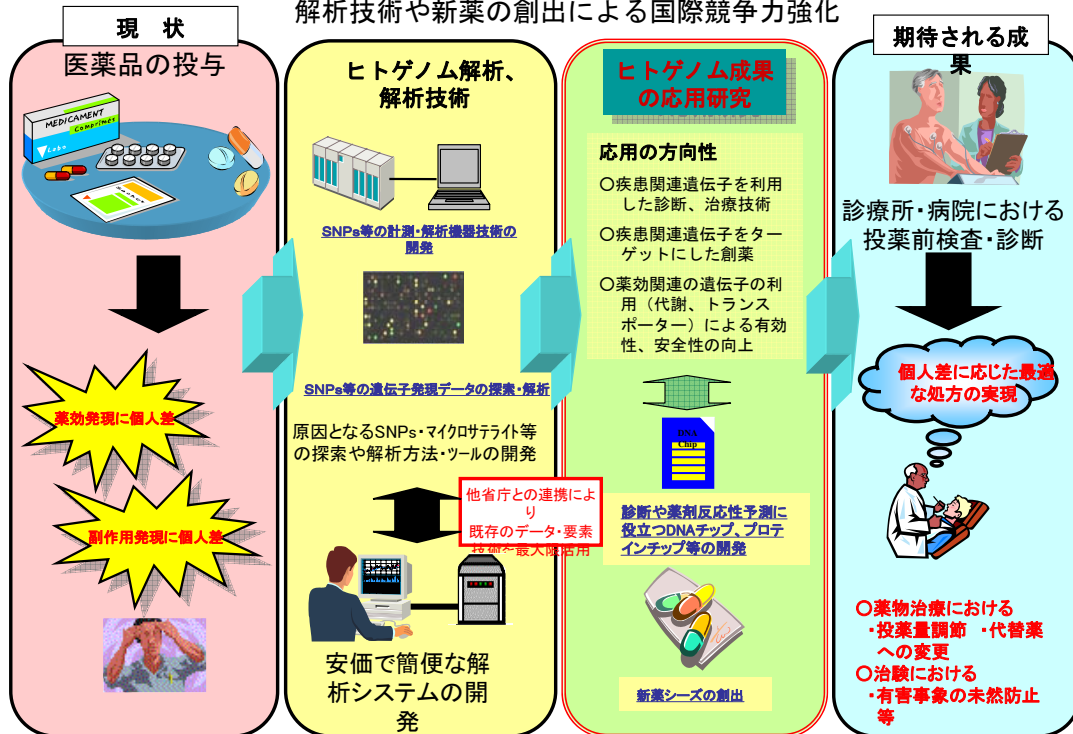 解析技術や新薬の創出による国際競争力強化
現　状
医薬品の投与
MEDICAMENT
Comprimés
Labo
薬効発現に個人差
副作用発現に個人差
ヒトゲノム解析、
解析技術
SNPs等の計測・解析機器技術の
開発
SNPs等の遺伝子発現データの探索・解析
原因となるSNPs・マイクロサテライト等
の探索や解析方法・ツールの開発
他省庁との連携によ
り
既存のデータ・要素
技術を最大限活用
安価で簡便な解
析システムの開
発
ヒトゲノム成果
の応用研究
応用の方向性
○疾患関連遺伝子を利用
した診断、治療技術
○疾患関連遺伝子をター
ゲットにした創薬
○薬効関連の遺伝子の利
用（代謝、トランス
ポーター）による有効
性、安全性の向上
DNA
Chip
診断や薬剤反応性予測に
役立つDNAチップ、プロテ
インチップ等の開発
新薬シーズの創出
期待される成
果
診療所・病院における
投薬前検査・診断
個人差に応じた最適
な処方の実現
○薬物治療における
・投薬量調節　・代替薬
への変更
○治験における
・有害事象の未然防止
等